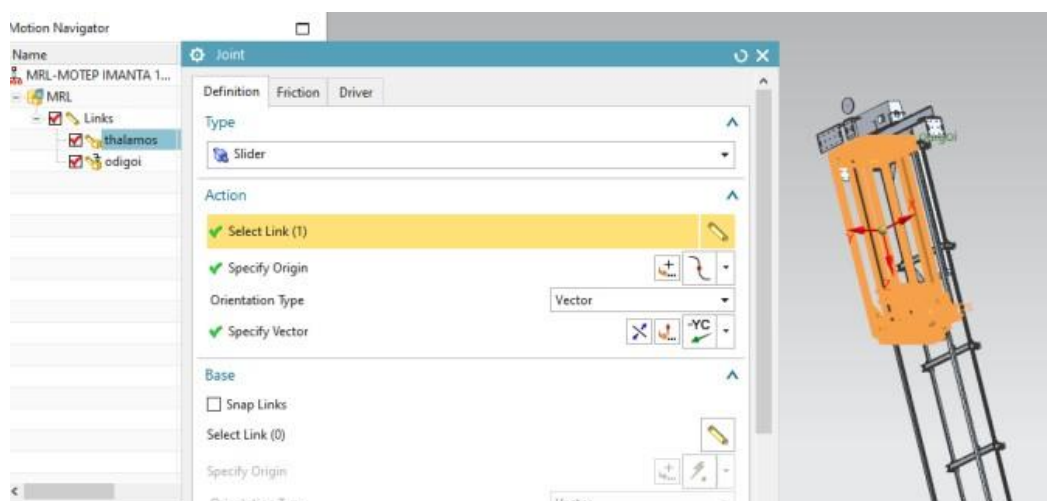 Motion Navigator
Name
MRL-MOTEP IMANTA 1...
MRL
Links
thalamos
odigoi
Joint
Definition Friction Driver
Type
Slider
Action
Select Link (1)
Specify Origin
Orientation Type Vector
Specify Vector -YC
Base
Snap Links
Select Link (0)
Specify Origin